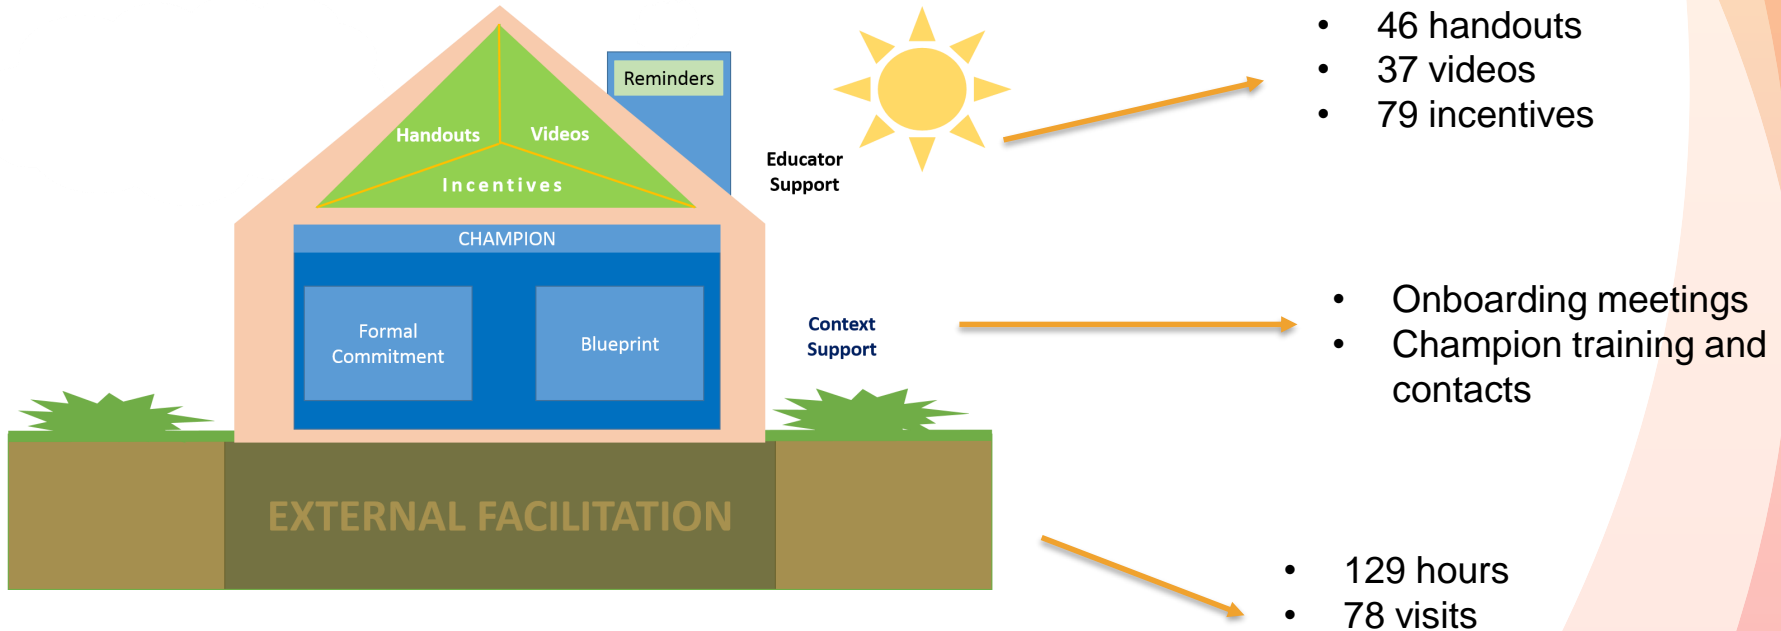 Reminders
Handouts
Videos
Incentives
Educator
Support
CHAMPION
Formal
Commitment
Blueprint
Context
Support
EXTERNAL FACILITATION
• 46 handouts
• 37 videos
• 79 incentives
• Onboarding meetings
• Champion training and
contacts
• 129 hours
• 78 visits